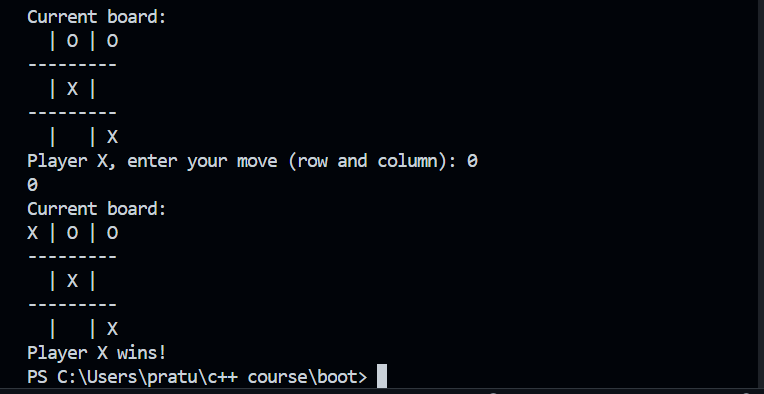 Current board:
  | O | O
---------
  | X |
---------
  |   | X
Player X, enter your move (row and column): 0
0
Current board:
X | O | O
---------
  | X |
---------
  |   | X
Player X wins!
PS C:\Users\pratu\c++ course\boot>